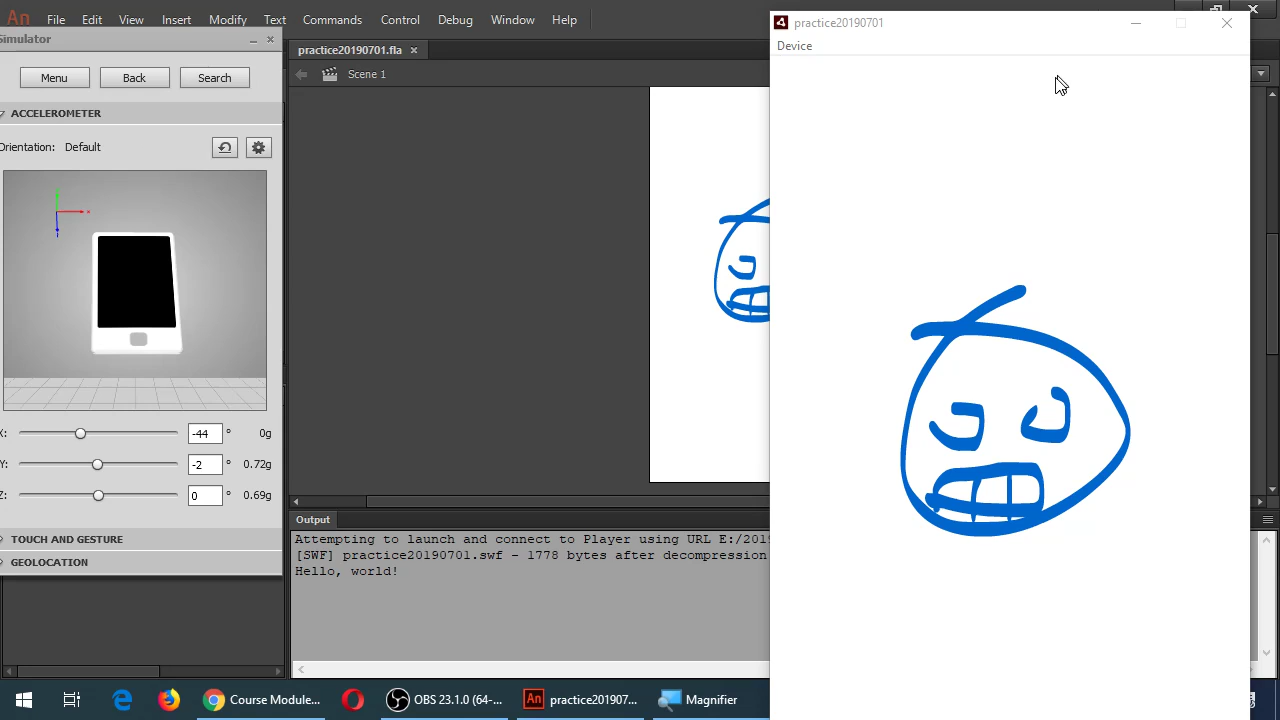 An File Edit View Insert Modify Text Commands Control Debug Window Help
Simulator
Menu Back Search
ACCELEROMETER
Orientation: Default
X: -44 ° 0g
Y: -2 ° 0.72g
Z: 0 ° 0.69g
TOUCH AND GESTURE
GEOLOCATION
practice20190701.fla
Scene 1
Output
Attempting to launch and connect to Player using URL E:/201
[SWF] practice20190701.swf - 1778 bytes after decompression
Hello, world!
practice20190701
Device
Course Module...
OBS 23.1.0 (64-...
An practice201907...
Magnifier